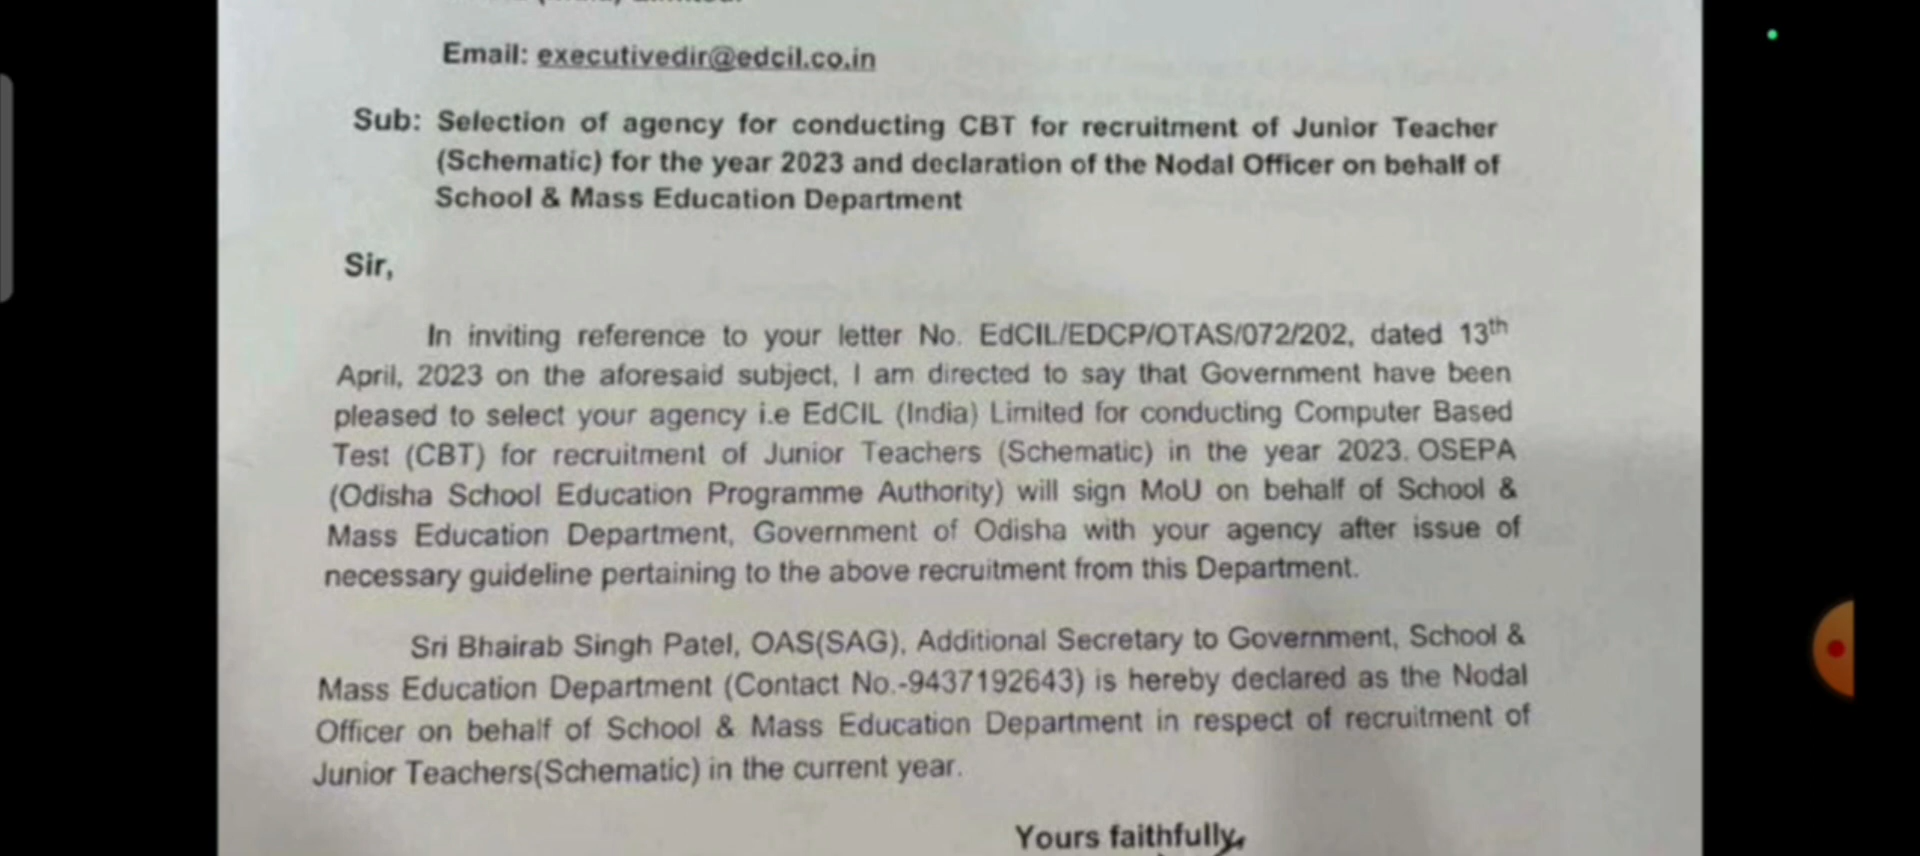 Email: executivedir@edcil.co.in
Sub: Selection of agency for conducting CBT for recruitment of Junior Teacher
(Schematic) for the year 2023 and declaration of the Nodal Officer on behalf of
School & Mass Education Department
Sir,
In inviting reference to your letter No. EdCIL/EDCP/OTAS/072/202, dated 13th
April, 2023 on the aforesaid subject, I am directed to say that Government have been
pleased to select your agency i.e EdCIL (India) Limited for conducting Computer Based
Test (CBT) for recruitment of Junior Teachers (Schematic) in the year 2023. OSEPA
(Odisha School Education Programme Authority) will sign MoU on behalf of School &
Mass Education Department, Government of Odisha with your agency after issue of
necessary guideline pertaining to the above recruitment from this Department.
Sri Bhairab Singh Patel, OAS(SAG), Additional Secretary to Government, School &
Mass Education Department (Contact No.-9437192643) is hereby declared as the Nodal
Officer on behalf of School & Mass Education Department in respect of recruitment of
Junior Teachers(Schematic) in the current year.
Yours faithfully,